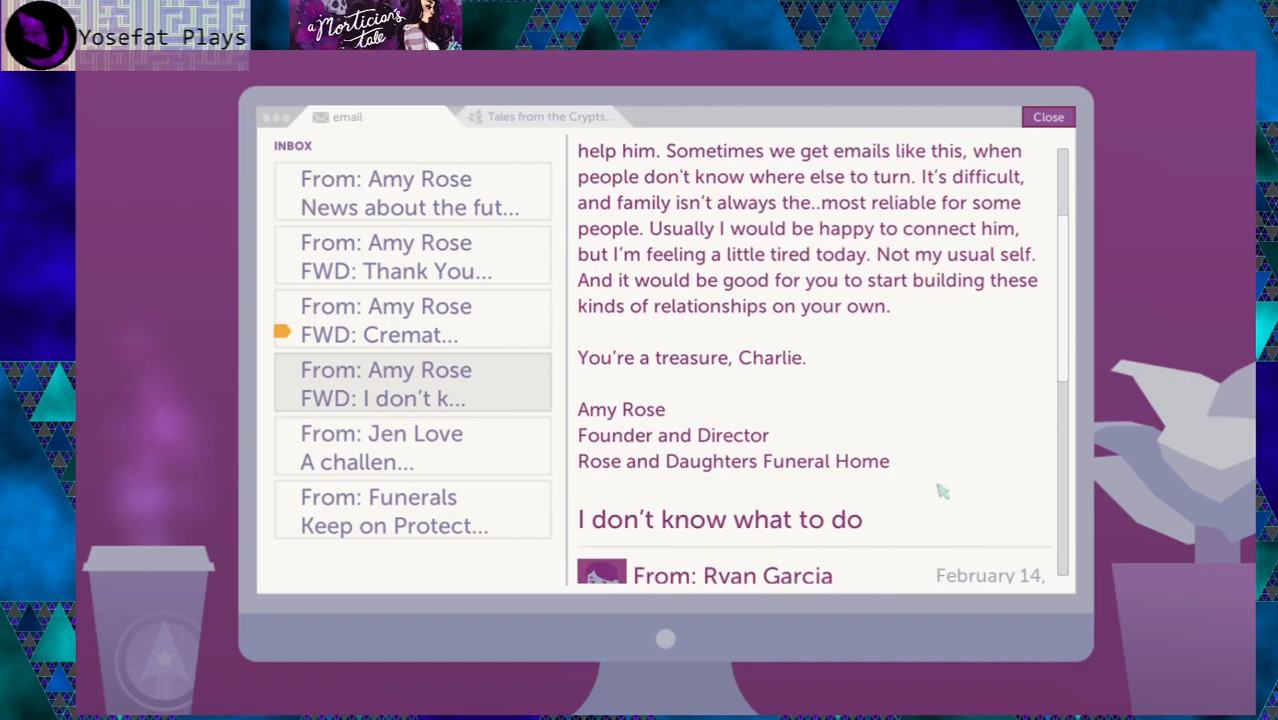 Yosefat Plays
a Mortician's
tale
email
Tales from the Crypts...
Close
INBOX
From: Amy Rose
News about the fut...
From: Amy Rose
FWD: Thank You...
From: Amy Rose
FWD: Cremat...
From: Amy Rose
FWD: I don't k...
From: Jen Love
A challen...
From: Funerals
Keep on Protect...
help him. Sometimes we get emails like this, when
people don't know where else to turn. It's difficult,
and family isn't always the..most reliable for some
people. Usually I would be happy to connect him,
but I'm feeling a little tired today. Not my usual self.
And it would be good for you to start building these
kinds of relationships on your own.
You're a treasure, Charlie.
Amy Rose
Founder and Director
Rose and Daughters Funeral Home
I don't know what to do
From: Ryan Garcia
February 14,